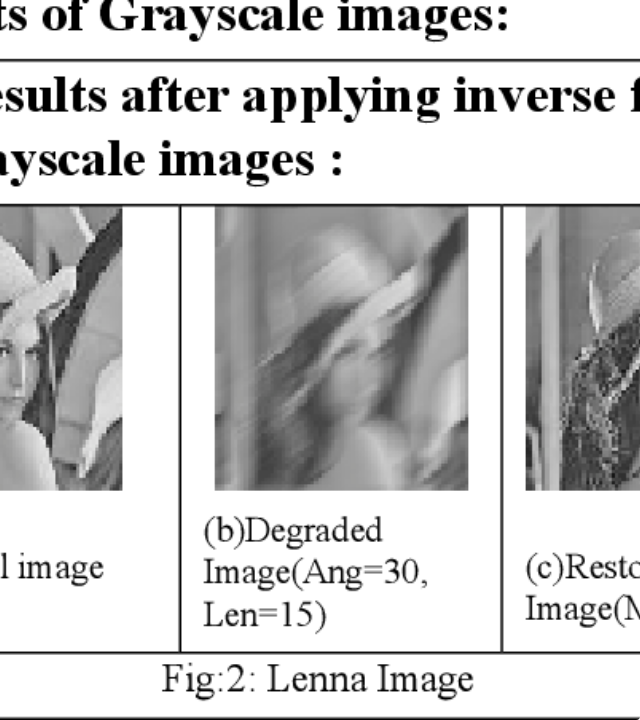 ts of Grayscale images:
esults after applying inverse f
ayscale images :
l image
(b)Degraded
Image(Ang=30,
Len=15)
(c)Resto
Image(N
Fig:2: Lenna Image